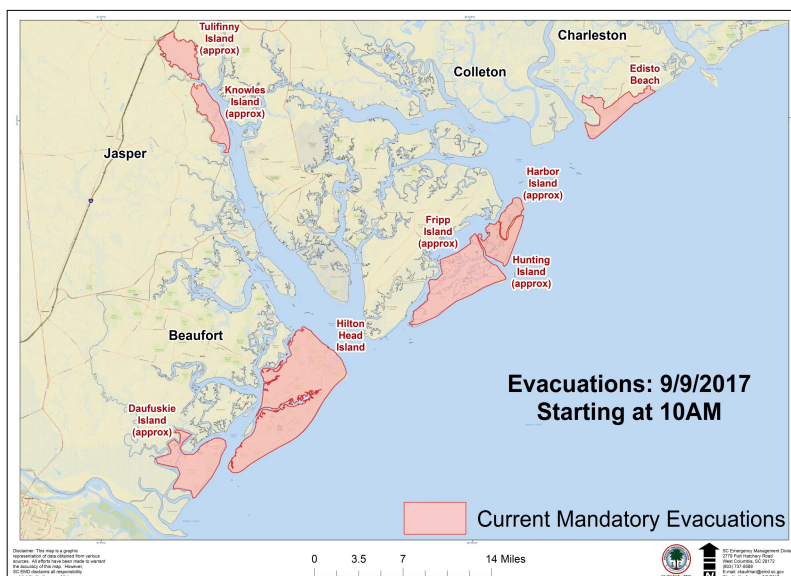 Tulifinny
Island
(approx)
Charleston
Colleton
Edisto
Beach
Knowles
Island
(approx)
Jasper
Harbor
Island
(approx)
Fripp
Island
(approx)
Hunting
Island
(approx)
Hilton
Head
Island
Beaufort
Daufuskie
Island
(approx)
Evacuations: 9/9/2017
Starting at 10AM
Current Mandatory Evacuations
Disclaimer: This map is a graphic
representation of data obtained from various
sources. All efforts have been made to warrant
the accuracy of this map. However,
SC EMD disclaims all responsibility
0 3.5 7 14 Miles
SC Emergency Management Divisi
2779 Fish Hatchery Road
West Columbia, SC 29172
(803) 737-8500